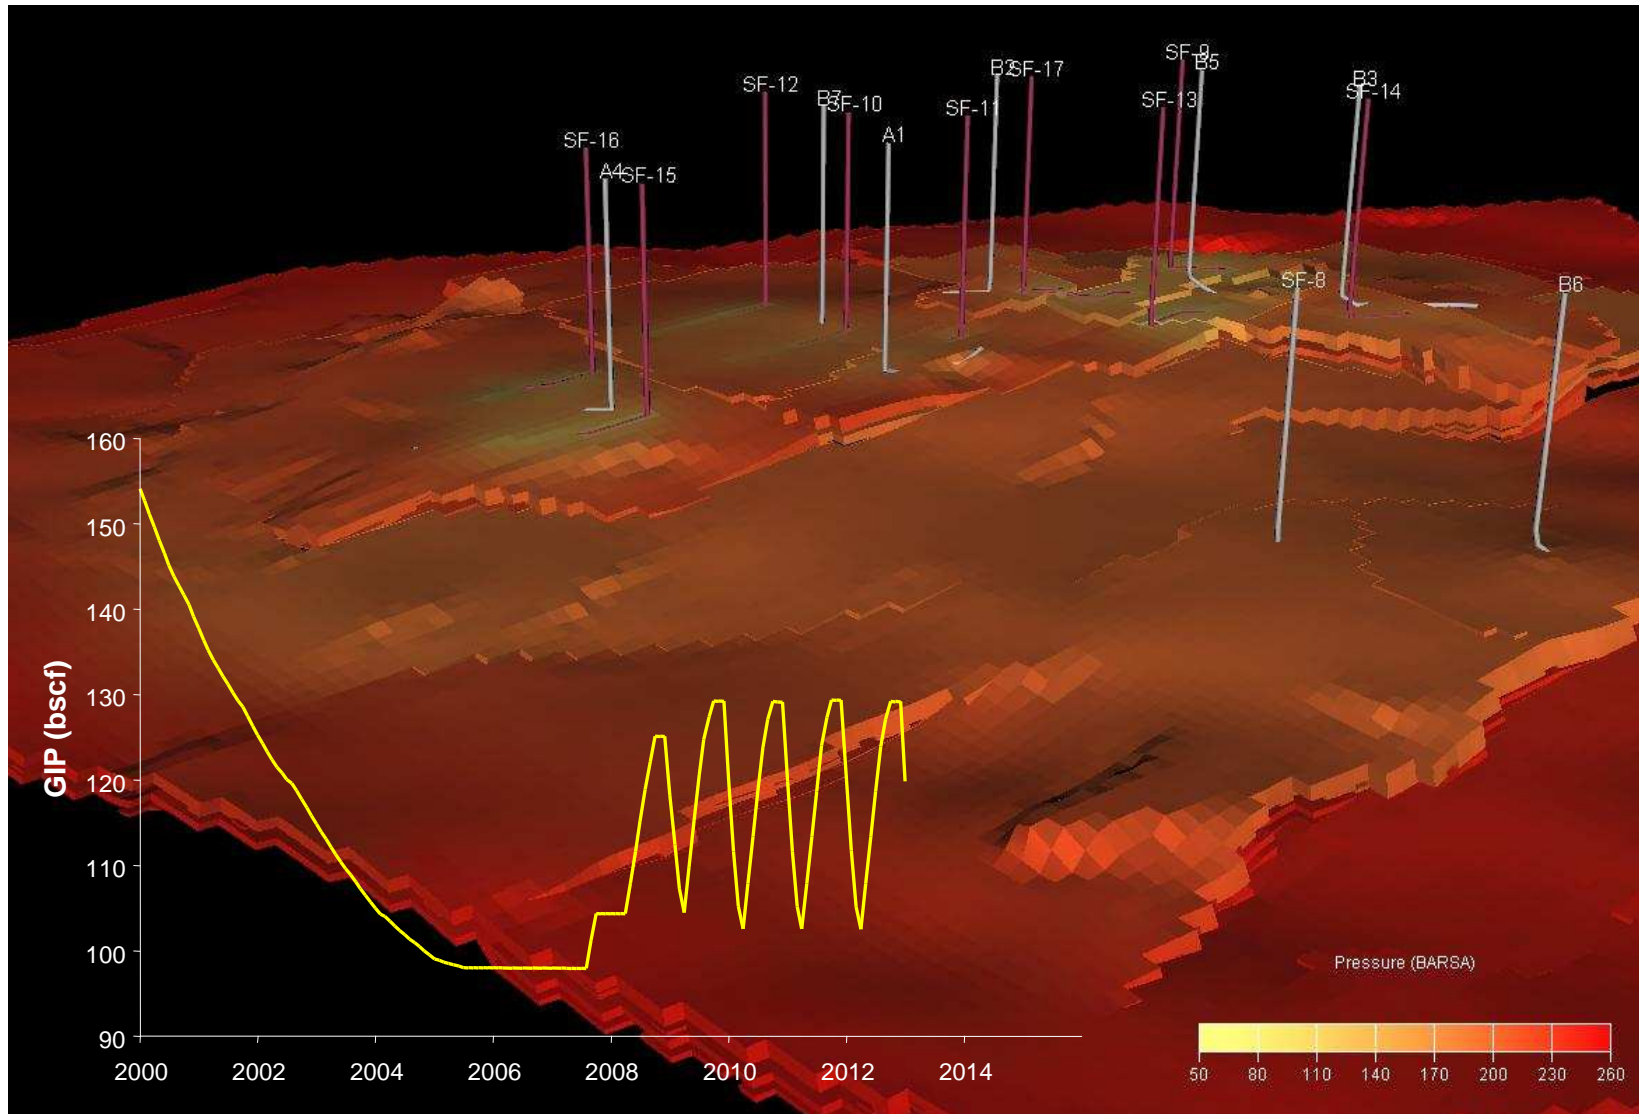 SF-9
B5
B2
SF-17
B3
SF-14
SF-12
B7
SF-10
SF-11
SF-13
A1
SF-16
A4
SF-15
SF-8
B6
160
150
140
130
120
110
100
90
GIP (bscf)
2000 2002 2004 2006 2008 2010 2012 2014
Pressure (BARSA)
50 80 110 140 170 200 230 260